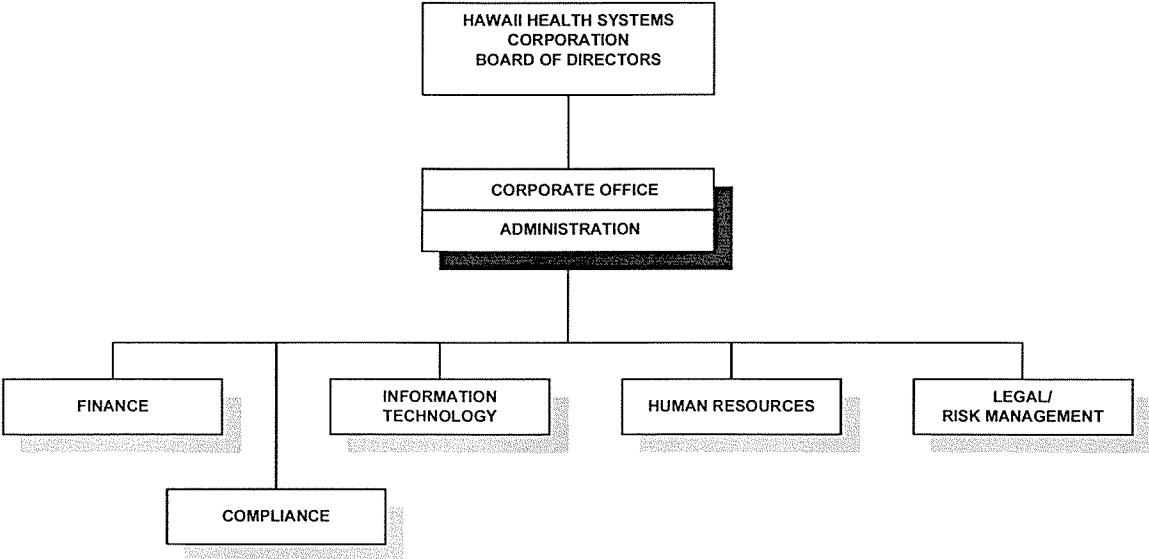 HAWAII HEALTH SYSTEMS
CORPORATION
BOARD OF DIRECTORS
CORPORATE OFFICE
ADMINISTRATION
FINANCE
INFORMATION
TECHNOLOGY
HUMAN RESOURCES
LEGAL/
RISK MANAGEMENT
COMPLIANCE